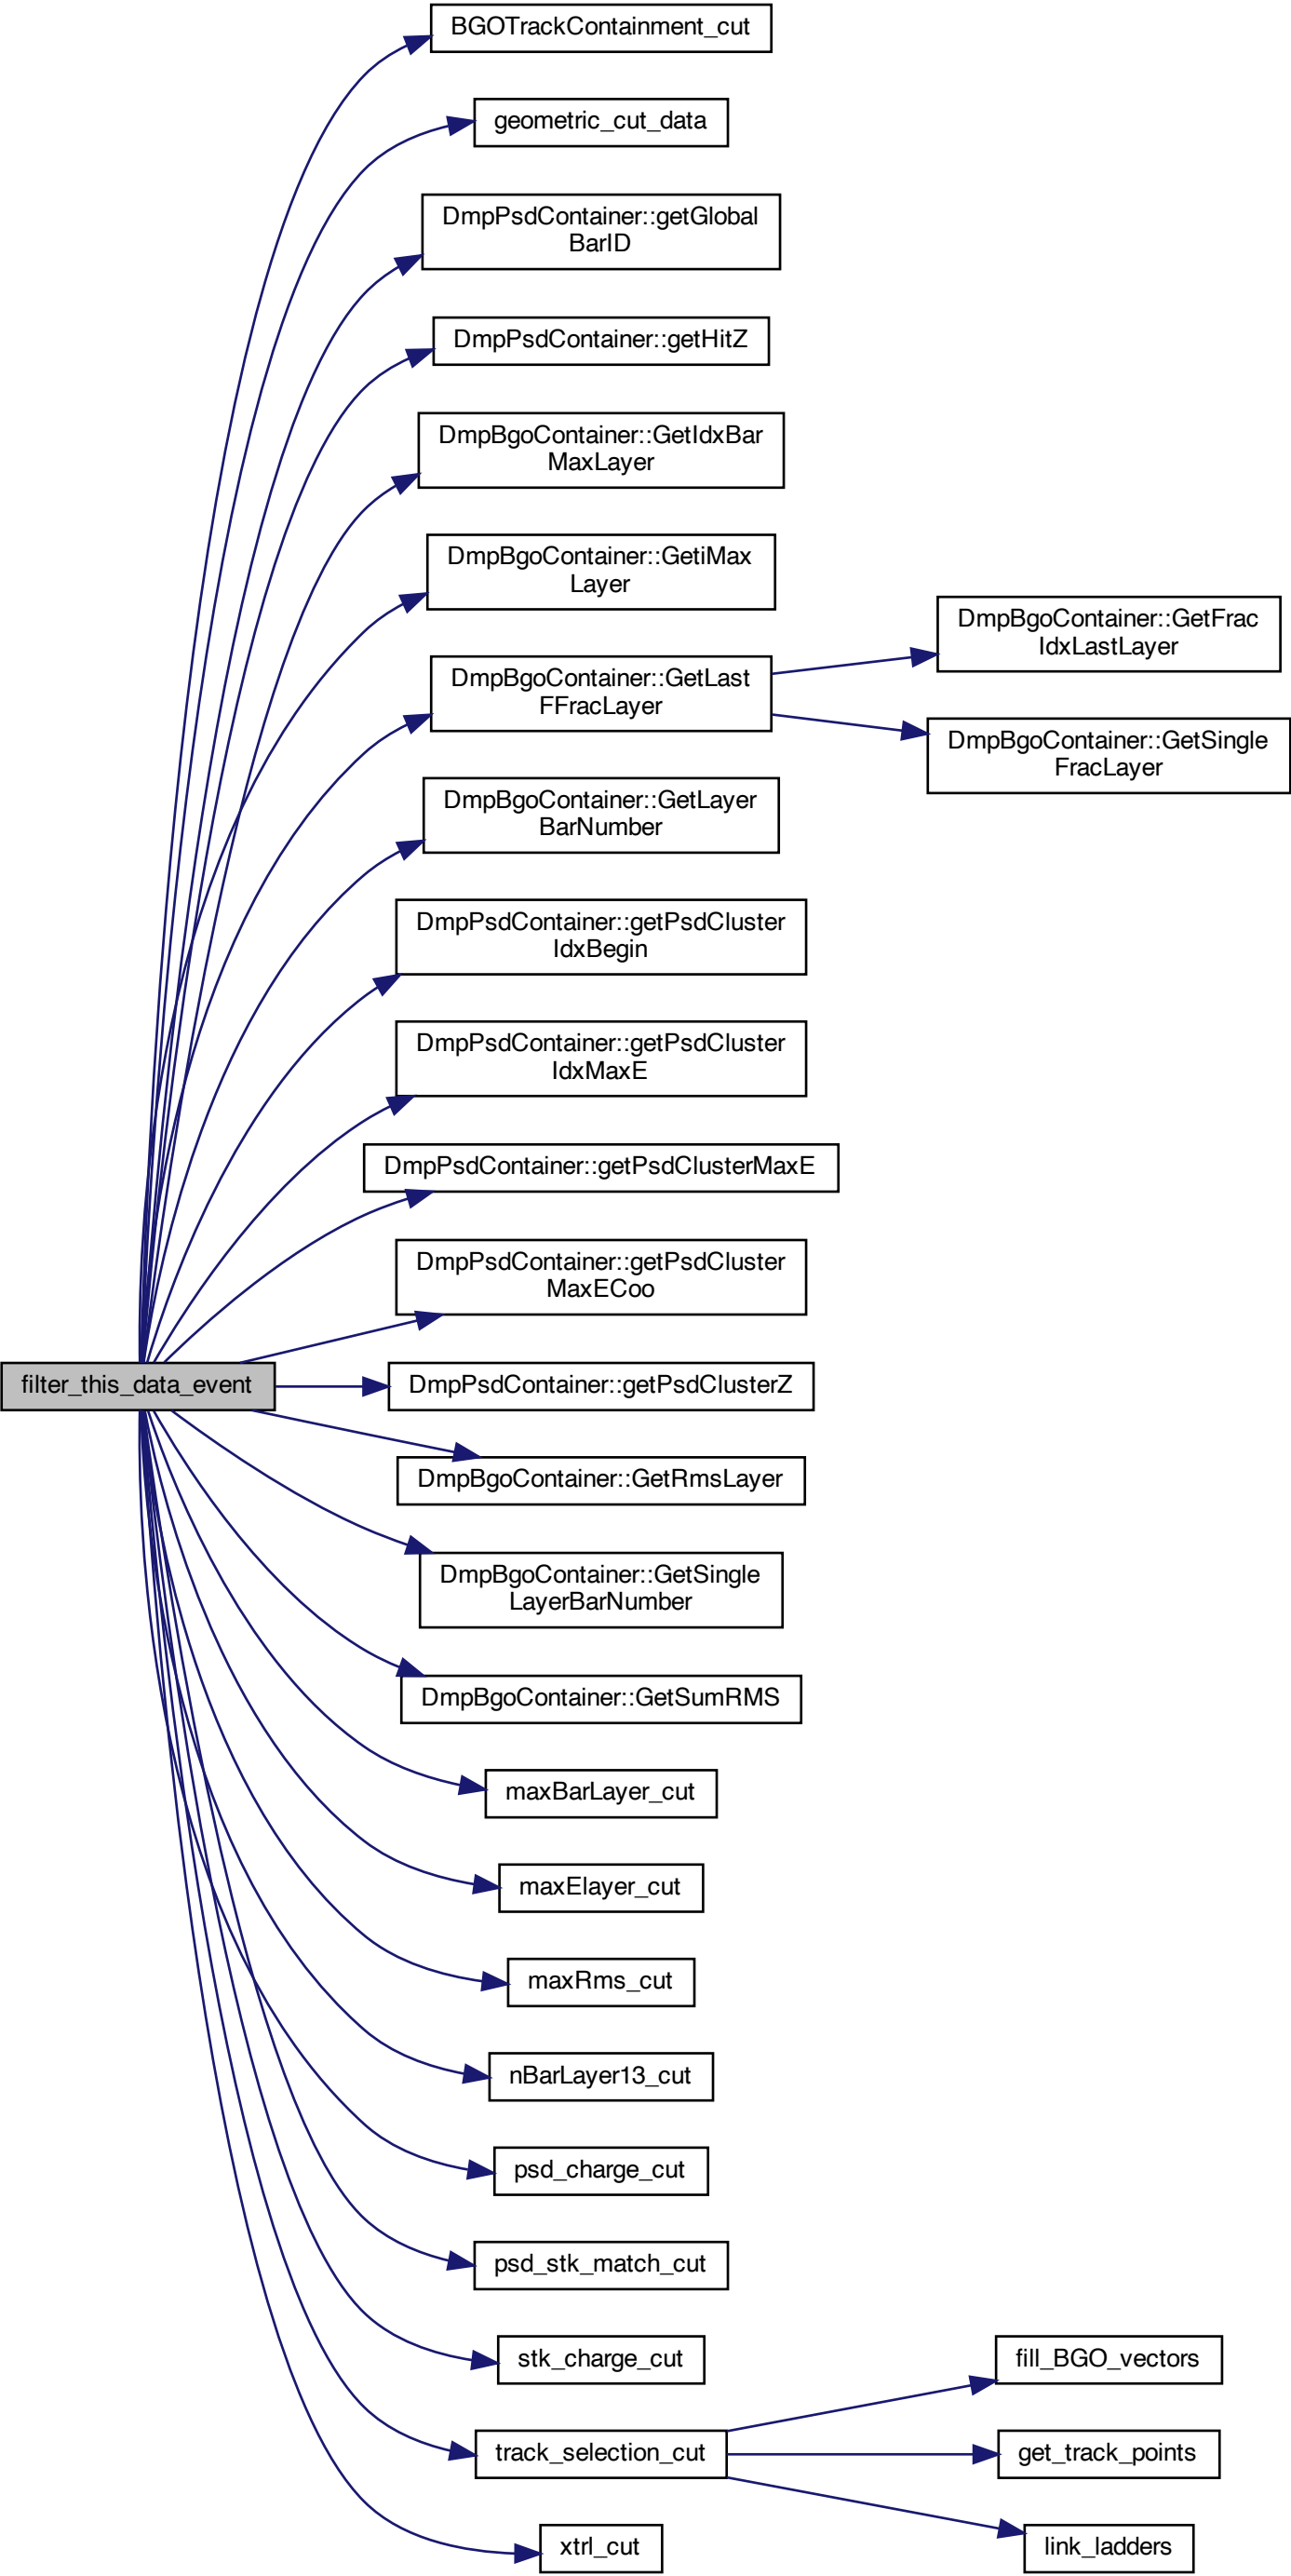 BGOTrackContainment_cut
geometric_cut_data
DmpPsdContainer::getGlobal
BarID
DmpPsdContainer::getHitZ
DmpBgoContainer::GetIdxBar
MaxLayer
DmpBgoContainer::GetiMax
Layer
DmpBgoContainer::GetLast
FFracLayer
DmpBgoContainer::GetFrac
IdxLastLayer
DmpBgoContainer::GetSingle
FracLayer
DmpBgoContainer::GetLayer
BarNumber
DmpPsdContainer::getPsdCluster
IdxBegin
DmpPsdContainer::getPsdCluster
IdxMaxE
DmpPsdContainer::getPsdClusterMaxE
DmpPsdContainer::getPsdCluster
MaxECoo
filter_this_data_event
DmpPsdContainer::getPsdClusterZ
DmpBgoContainer::GetRmsLayer
DmpBgoContainer::GetSingle
LayerBarNumber
DmpBgoContainer::GetSumRMS
maxBarLayer_cut
maxElayer_cut
maxRms_cut
nBarLayer13_cut
psd_charge_cut
psd_stk_match_cut
stk_charge_cut
track_selection_cut
fill_BGO_vectors
get_track_points
link_ladders
xtrl_cut